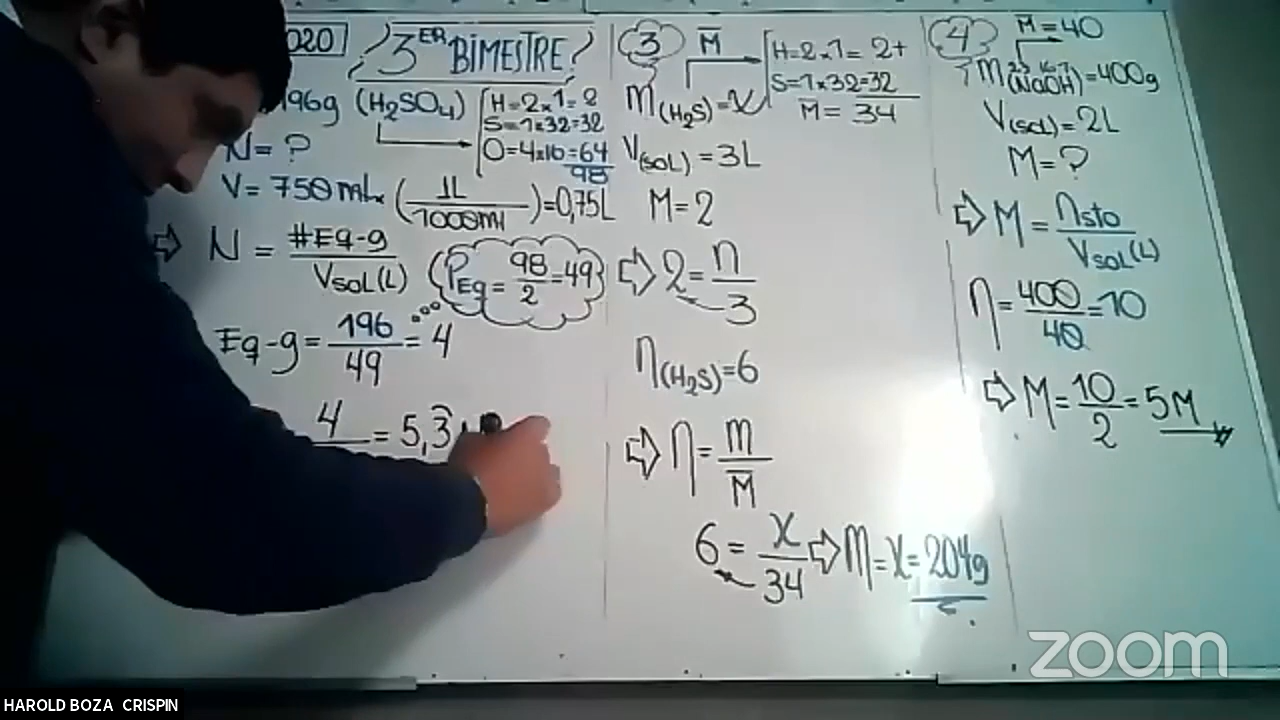 2020
¿3ER BIMESTRE?
196g (H₂SO₄)
H=2x1= 2
S=1x32=32
O=4x16=64
98
N= ?
V= 750ml x (1L/1000ml)=0,75L
⇨ N = #Eq-g/VSOL(L)
PEq = 98/2 =49
Eq-g= 196/49 = 4
4/ = 5,3
3
M̅
H=2x1= 2+
S=1x32=32
M̅= 34
m(H₂S)=x
V(SOL)=3L
M=2
⇨ 2= n/3
n(H₂S)=6
⇨ n= m/M̅
6= x/34 ⇨ m=x=204g
4
M̅=40
m(NaOH)=400g
V(SOL)=2L
M=?
⇨ M= nsto/VSOL(L)
n= 400/40=10
⇨ M= 10/2= 5M
zoom
HAROLD BOZA CRISPIN